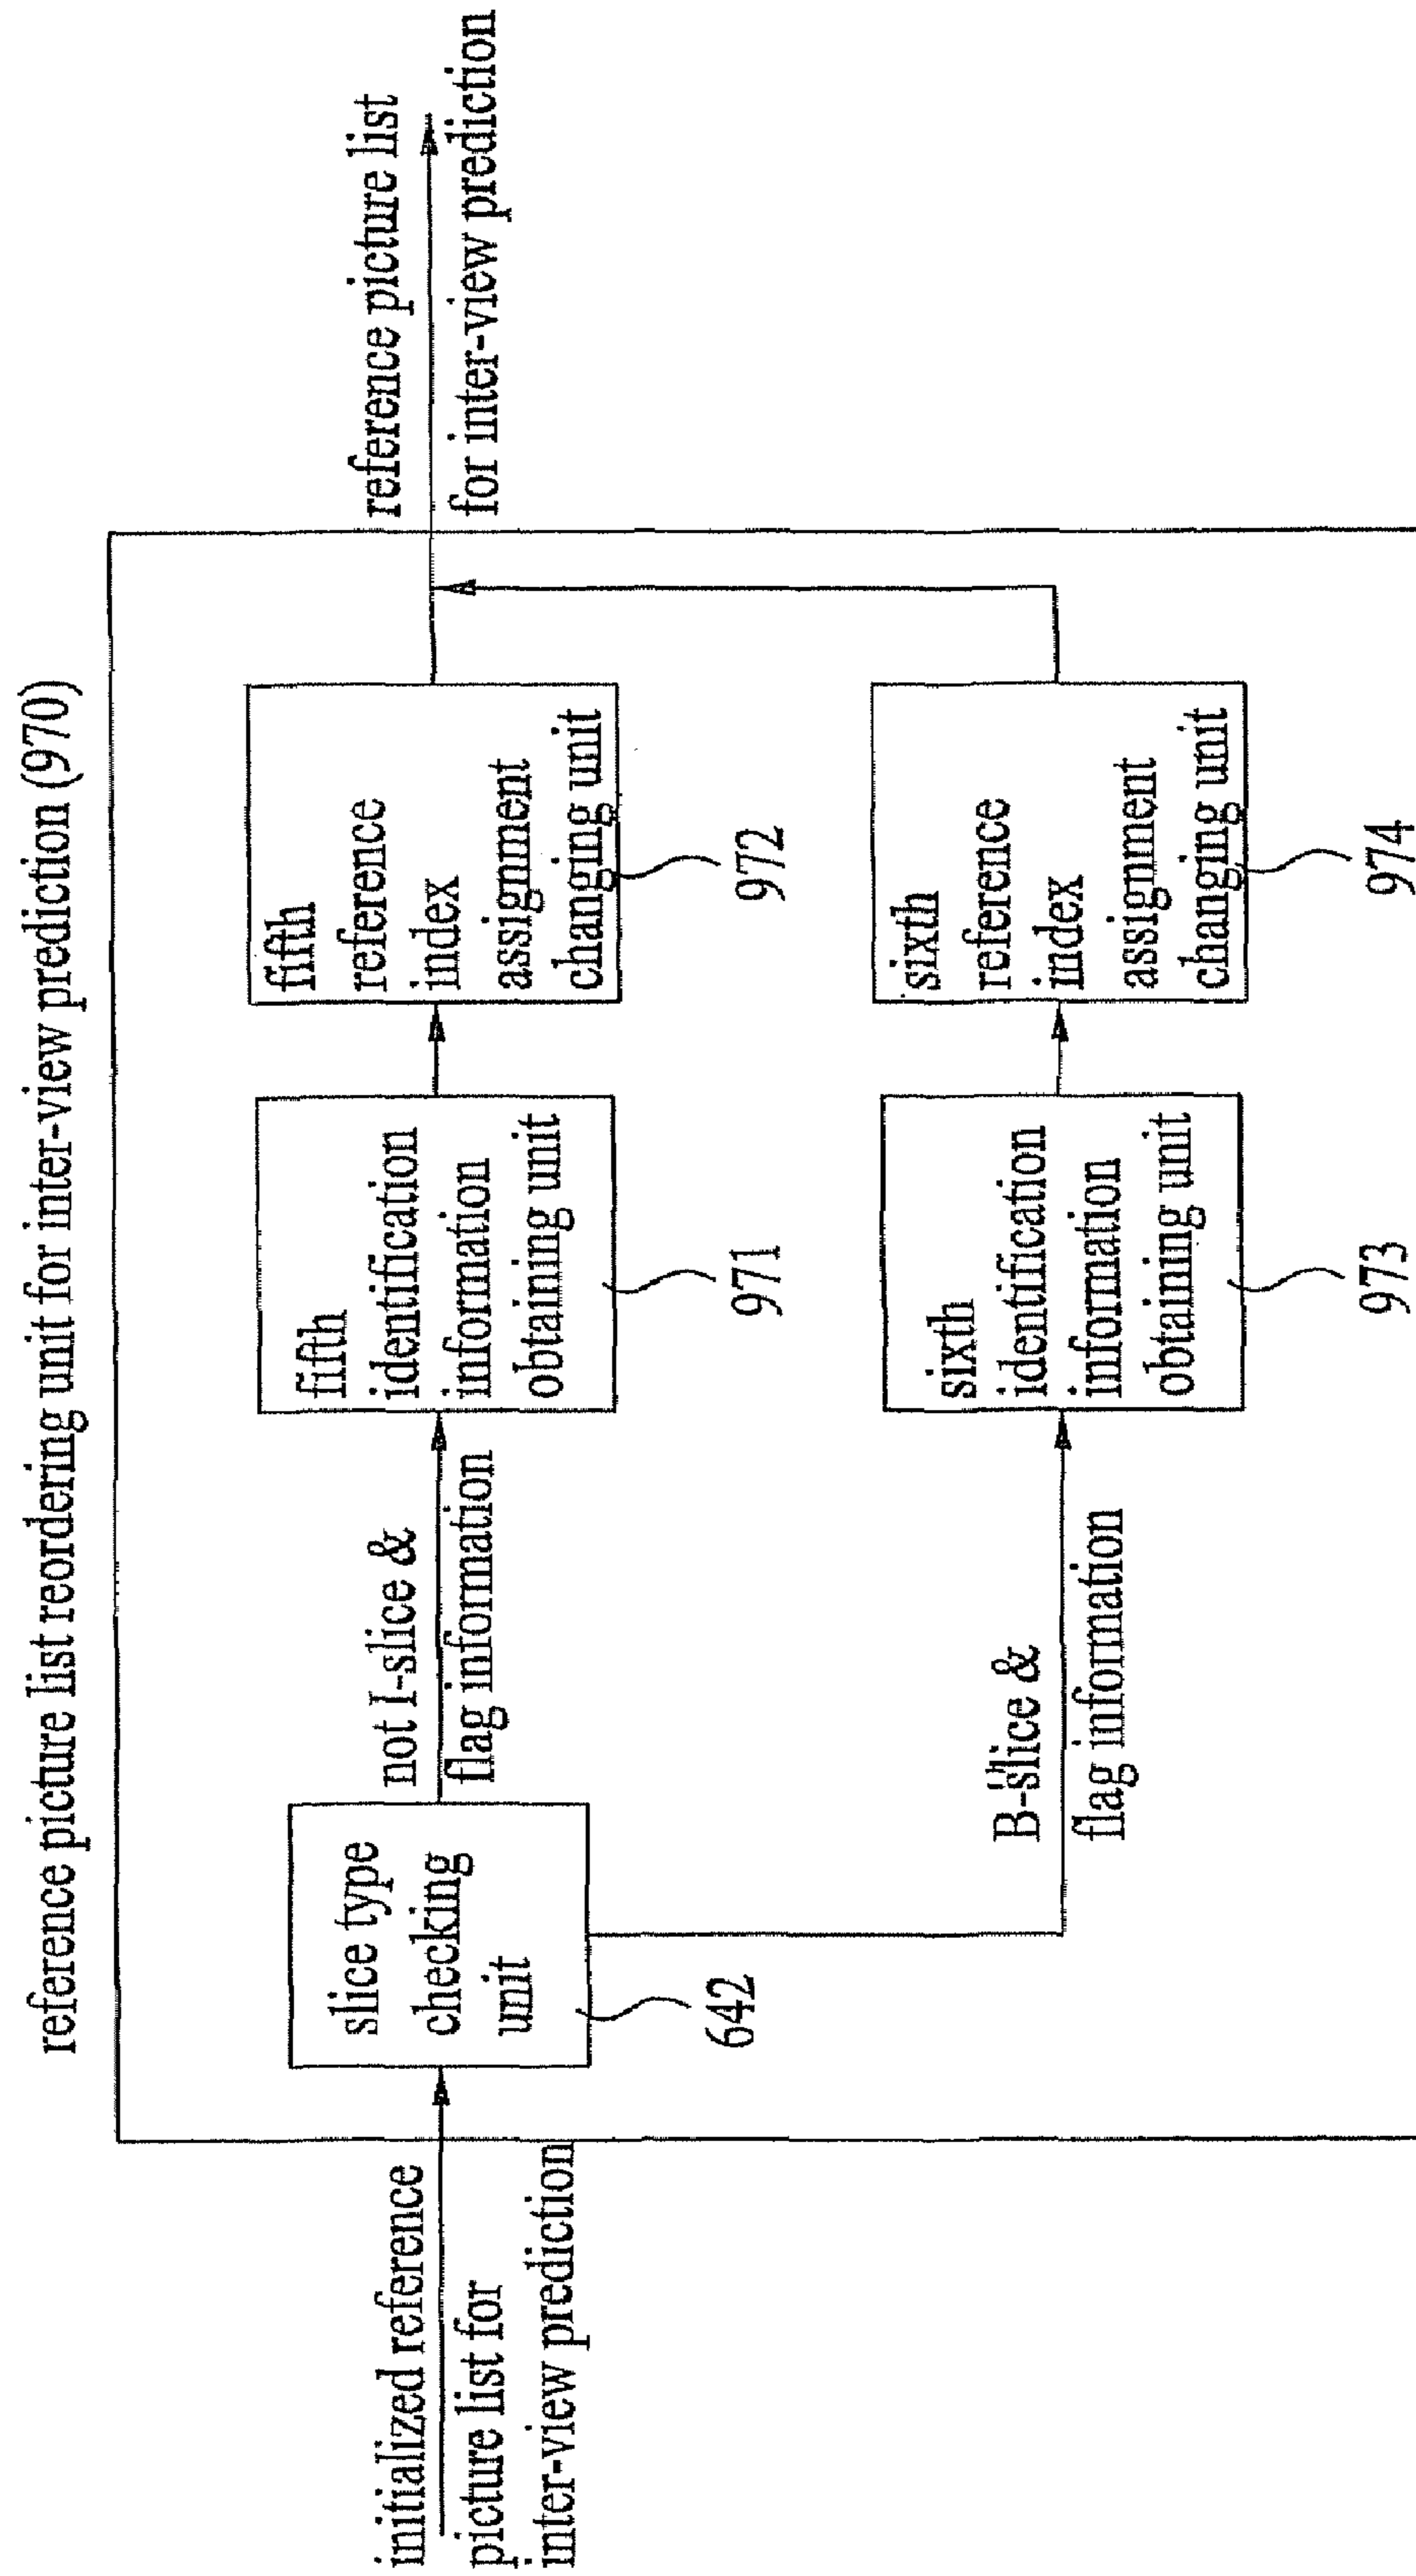 reference picture list reordering unit for inter-view prediction (970)
initialized reference
picture list for
inter-view prediction
slice type
checking
unit
642
not I-slice &
flag information
B-slice &
flag information
fifth
identification
information
obtaining unit
971
fifth
reference
index
assignment
changing unit
972
sixth
identification
information
obtaining unit
973
sixth
reference
index
assignment
changing unit
974
reference picture list
for inter-view prediction